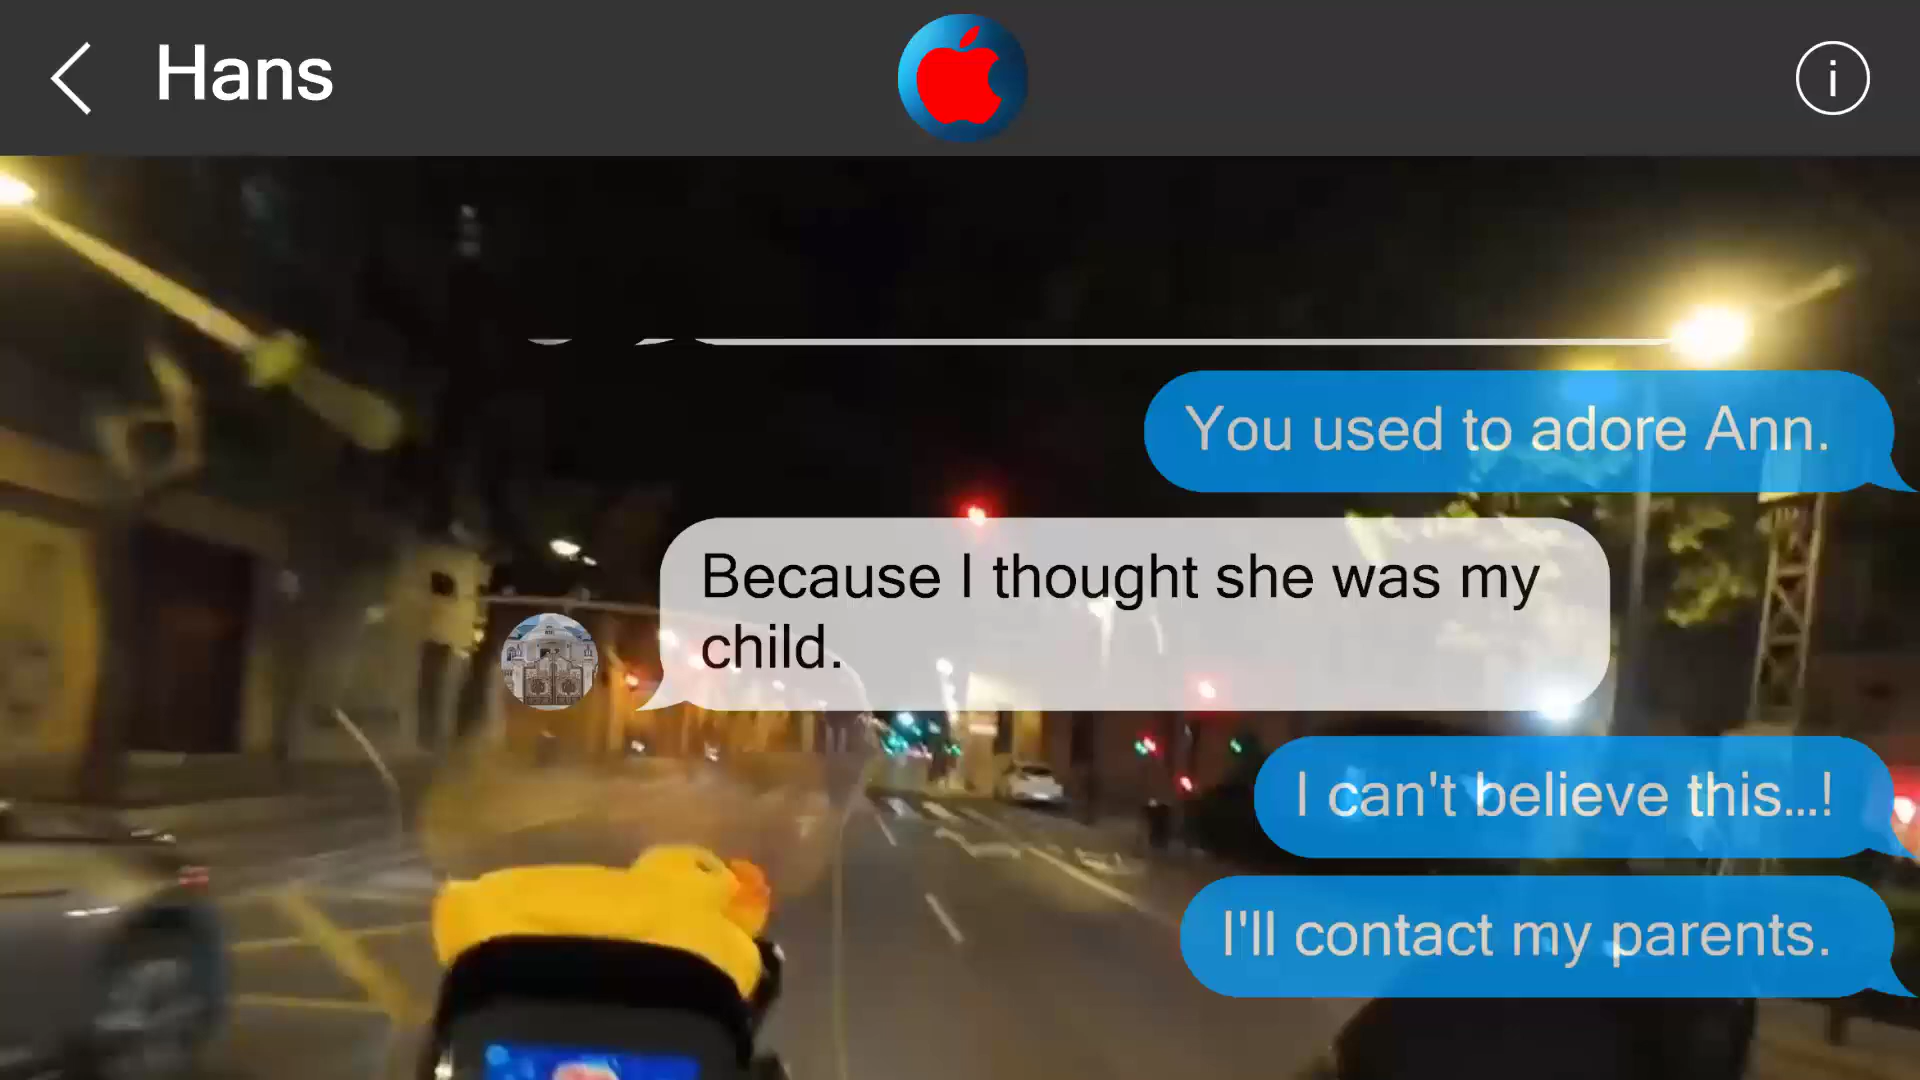 Hans
You used to adore Ann.
Because I thought she was my
child.
I can't believe this...!
I'll contact my parents.